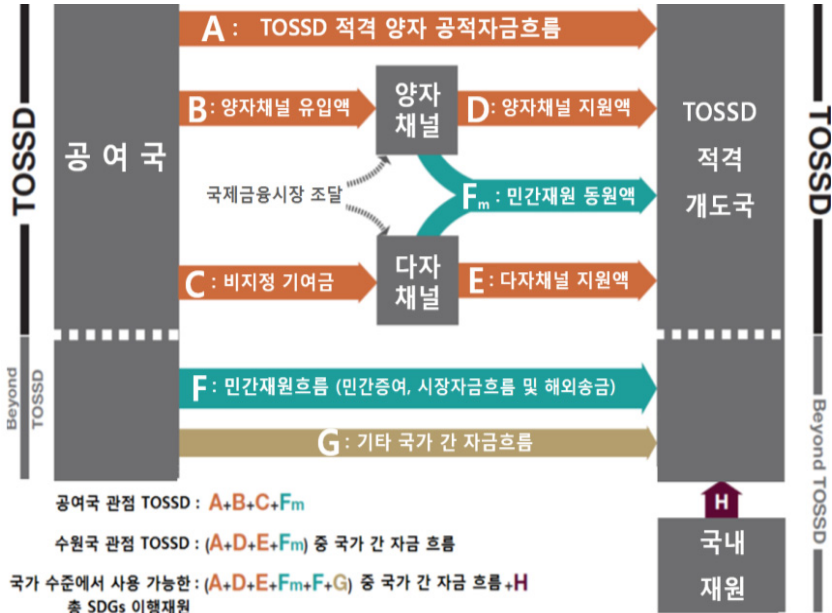 A : TOSSD 적격 양자 공적자금흐름
TOSSD
공여국
B : 양자채널 유입액
양자
채널
D : 양자채널 지원액
TOSSD
적격
개도국
TOSSD
국제금융시장 조달
Fm : 민간재원 동원액
C : 비지정 기여금
다자
채널
E : 다자채널 지원액
Beyond
TOSSD
F : 민간재원흐름 (민간증여, 시장자금흐름 및 해외송금)
G : 기타 국가 간 자금흐름
Beyond TOSSD
H
국내
재원
공여국 관점 TOSSD : A+B+C+Fm
수원국 관점 TOSSD : (A+D+E+Fm) 중 국가 간 자금 흐름
국가 수준에서 사용 가능한 : (A+D+E+Fm+F+G) 중 국가 간 자금 흐름+H
총 SDGs 이행재원